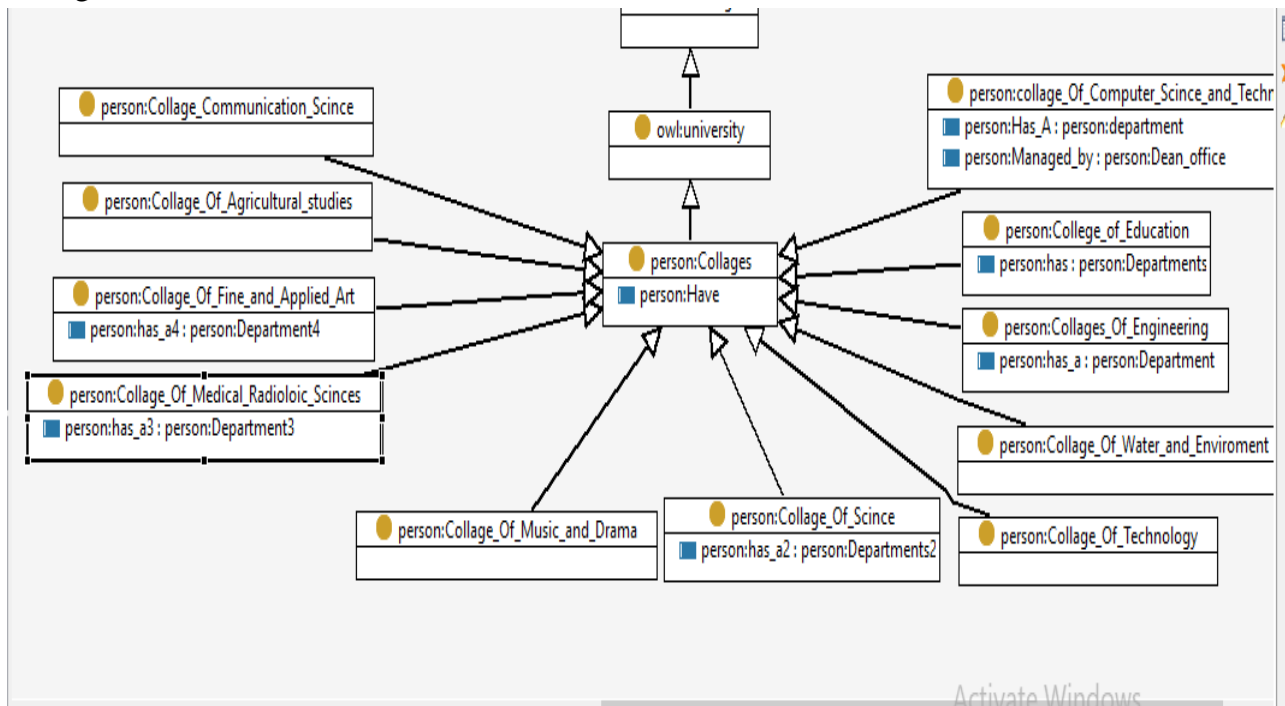 person:Collage_Communication_Scince
person:Collage_Of_Agricultural_studies
person:Collage_Of_Fine_and_Applied_Art
person:has_a4 : person:Department4
person:Collage_Of_Medical_Radioloic_Scinces
person:has_a3 : person:Department3
owl:university
person:Collages
person:Have
person:Collage_Of_Music_and_Drama
person:Collage_Of_Scince
person:has_a2 : person:Departments2
person:collage_Of_Computer_Scince_and_Techn
person:Has_A : person:department
person:Managed_by : person:Dean_office
person:College_of_Education
person:has : person:Departments
person:Collages_Of_Engineering
person:has_a : person:Department
person:Collage_Of_Water_and_Enviroment
person:Collage_Of_Technology
Activate Windows